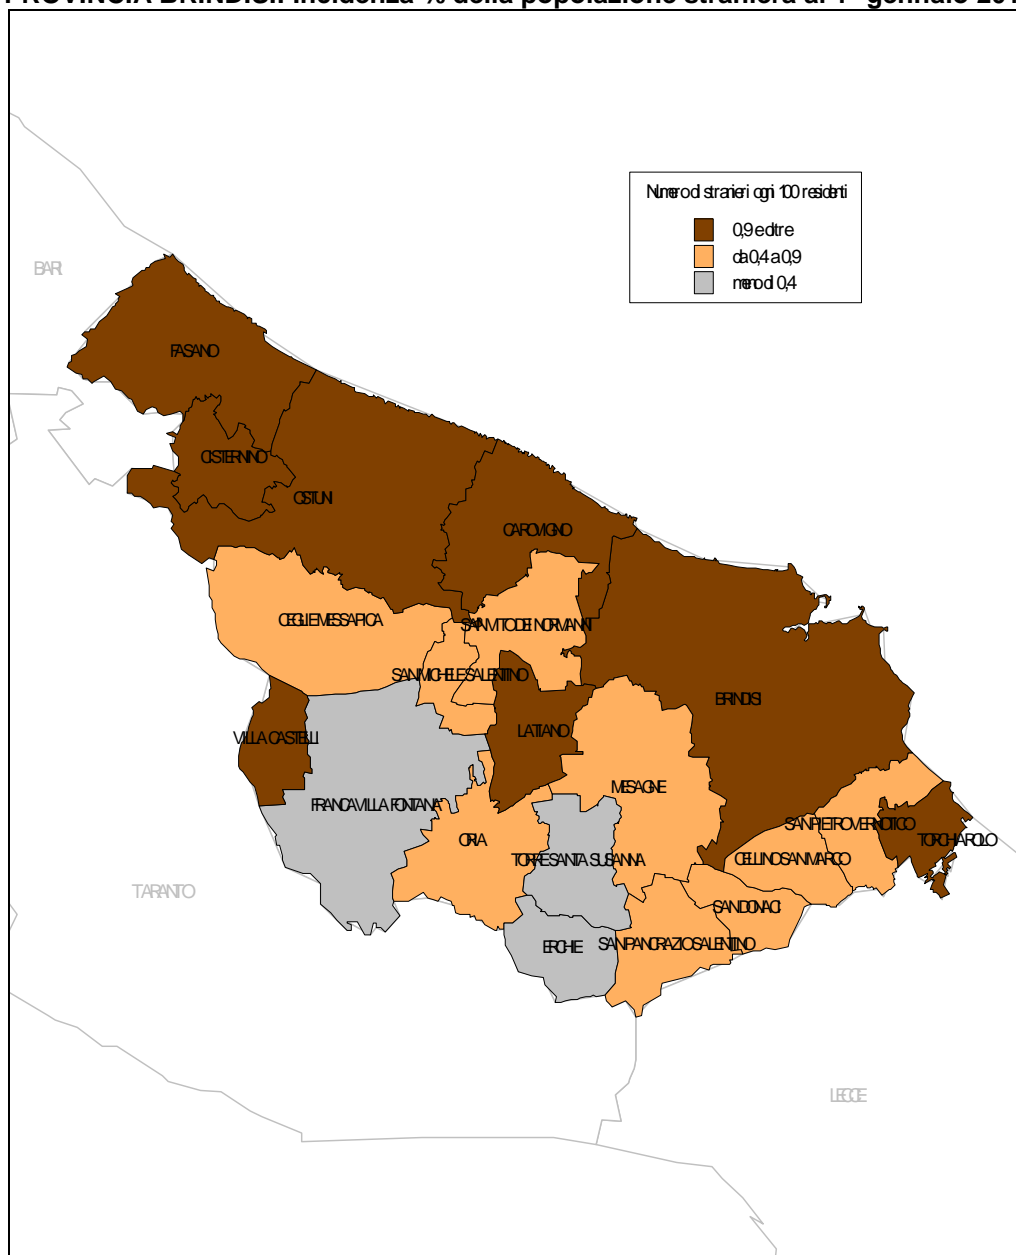 PROVINCIA BRINDISI. Incidenza % della popolazione straniera al 1° gennaio 201
Numero di stranieri ogni 100 residenti
0,9 e oltre
da 0,4 a 0,9
meno di 0,4
BARI
FASANO
CISTERNINO
OSTUNI
CAROVIGNO
CEGLIE MESSAPICA
SAN VITO DEI NORMANNI
SAN MICHELE SALENTINO
BRINDISI
VILLA CASTELLI
LATIANO
MESAGNE
FRANCAVILLA FONTANA
SAN PIETRO VERNOTICO
ORIA
TORCHIAROLO
TORRE SANTA SUSANNA
CELLINO SAN MARCO
TARANTO
SAN DONACI
ERCHIE
SAN PANCRAZIO SALENTINO
LECCE